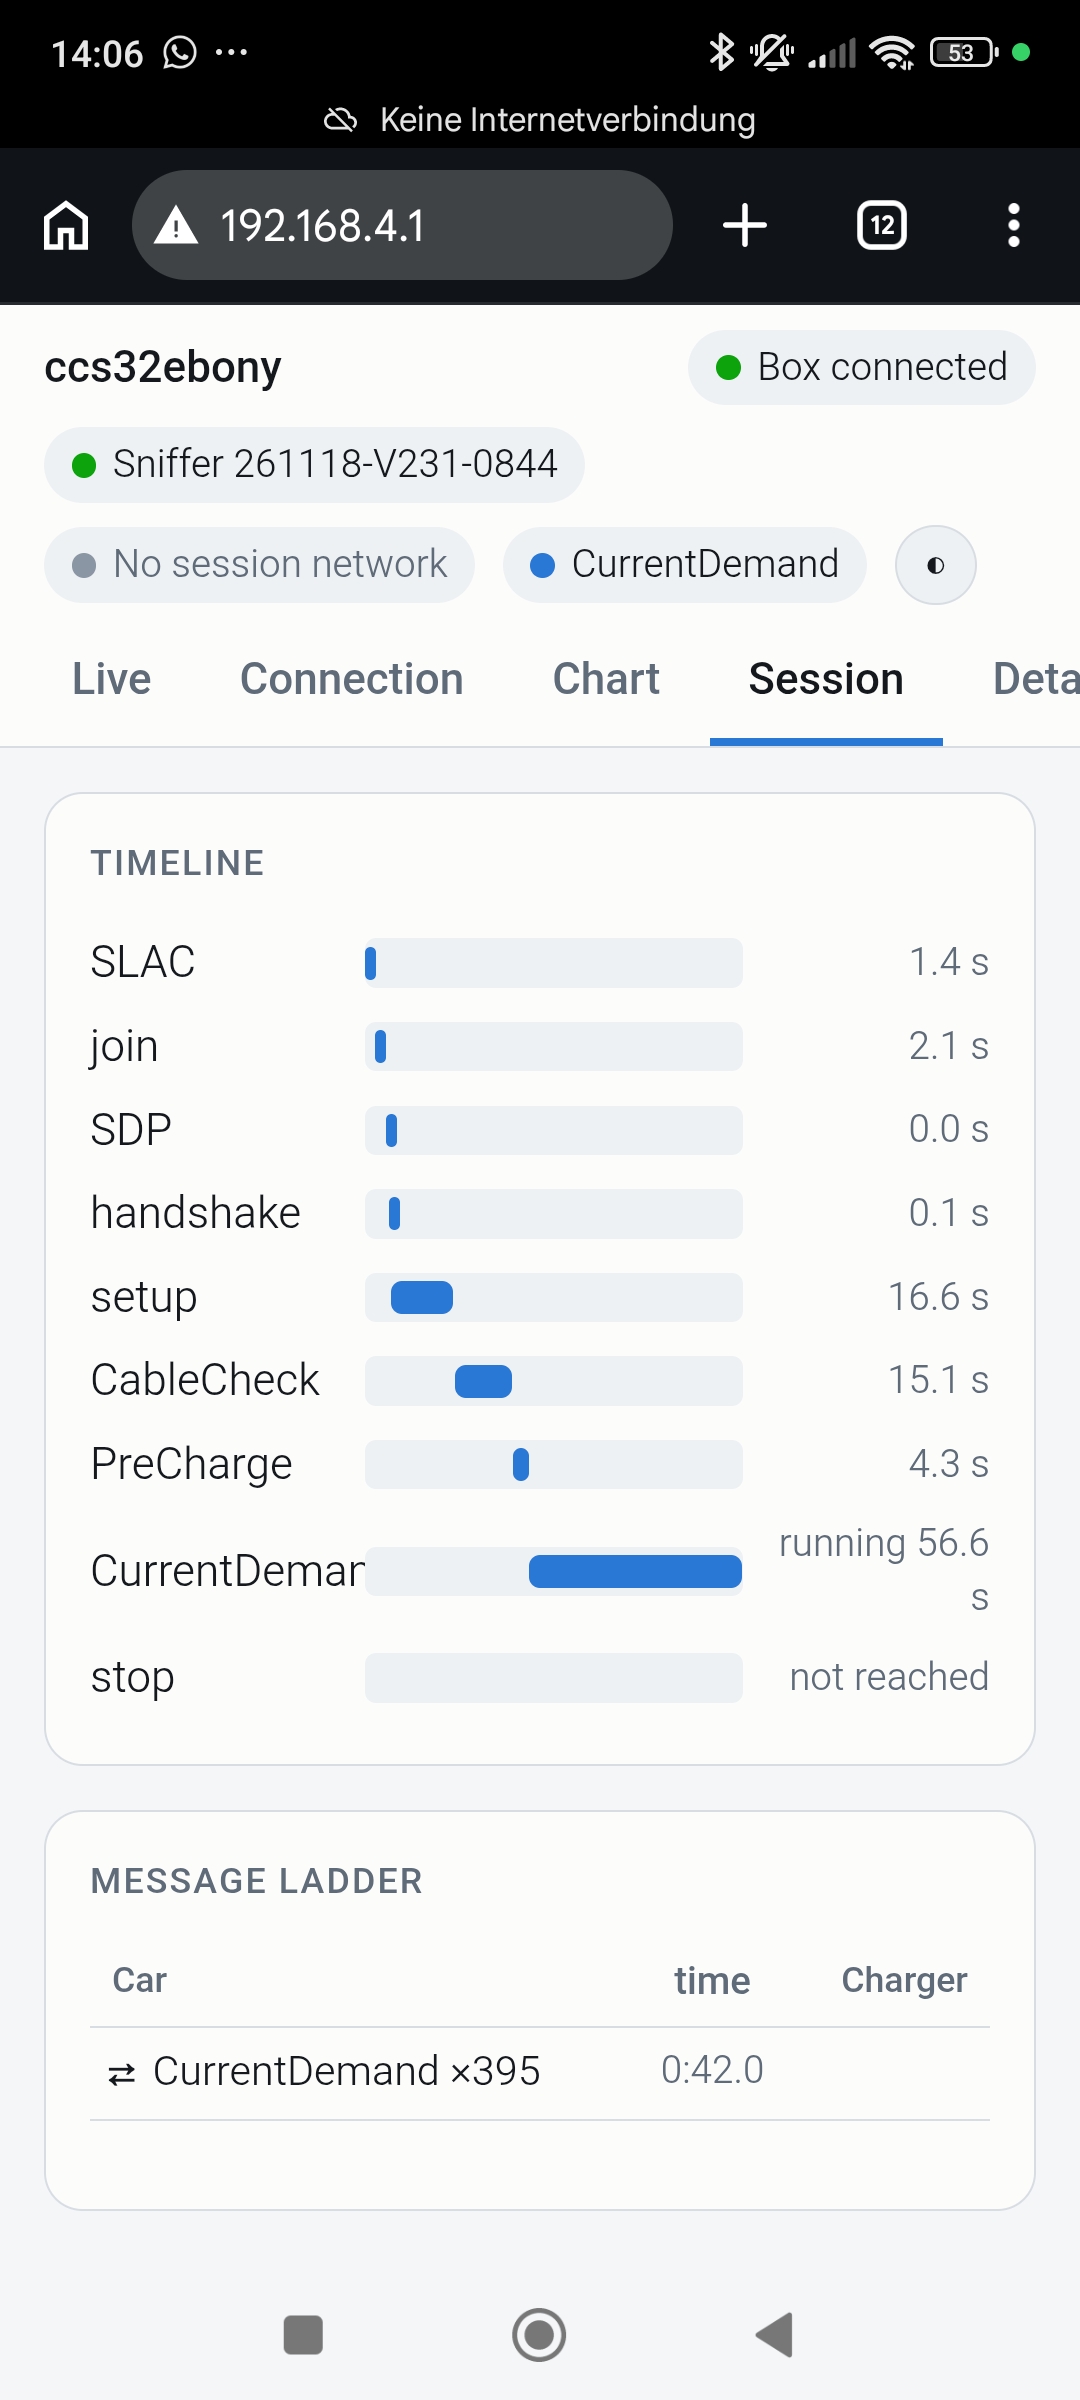 14:06
53
Keine Internetverbindung
192.168.4.1
12
ccs32ebony
Box connected
Sniffer 261118-V231-0844
No session network
CurrentDemand
Live Connection Chart Session Deta
TIMELINE
SLAC 1.4 s
join 2.1 s
SDP 0.0 s
handshake 0.1 s
setup 16.6 s
CableCheck 15.1 s
PreCharge 4.3 s
CurrentDeman running 56.6
s
stop not reached
MESSAGE LADDER
Car time Charger
⇄ CurrentDemand ×395 0:42.0